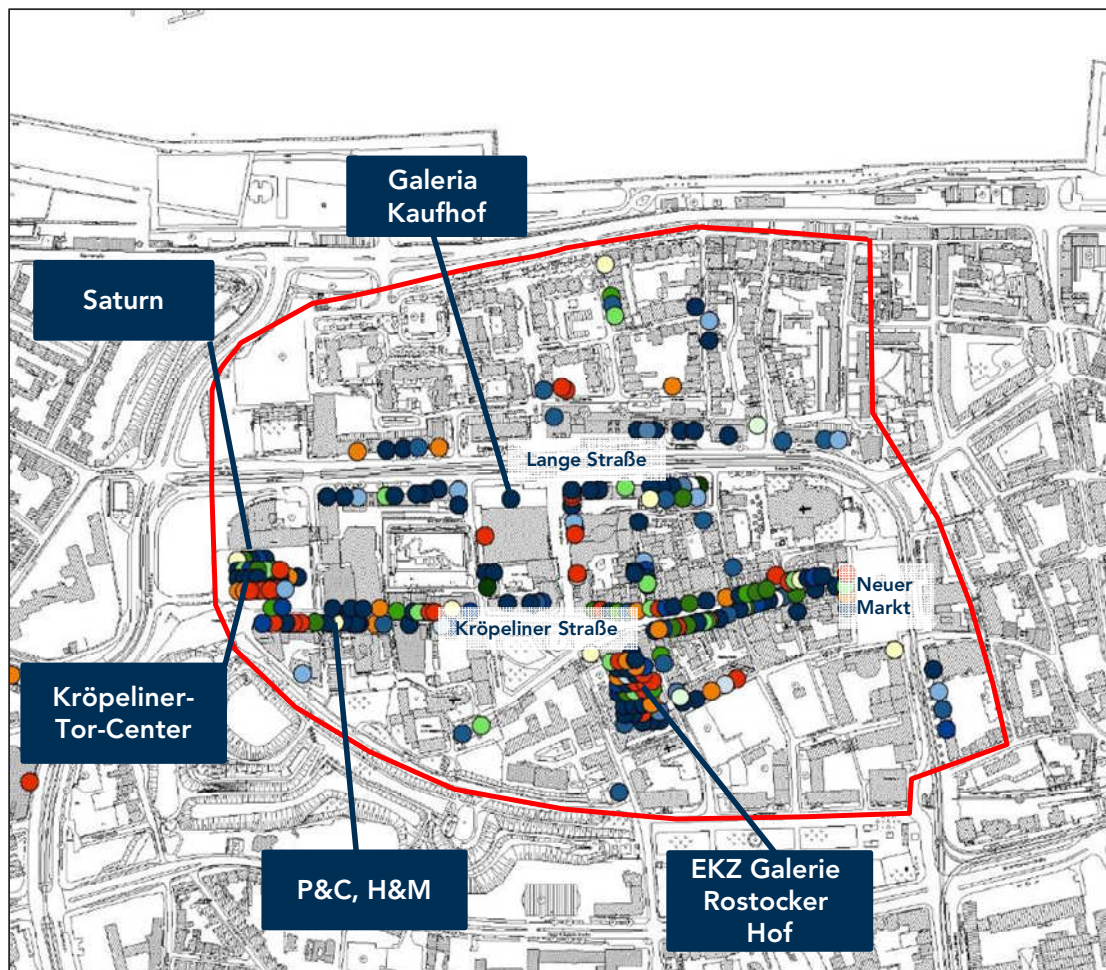 Galeria
Kaufhof
Saturn
Lange Straße
Neuer
Markt
Kröpeliner Straße
Kröpeliner-
Tor-Center
P&C, H&M
EKZ Galerie
Rostocker
Hof